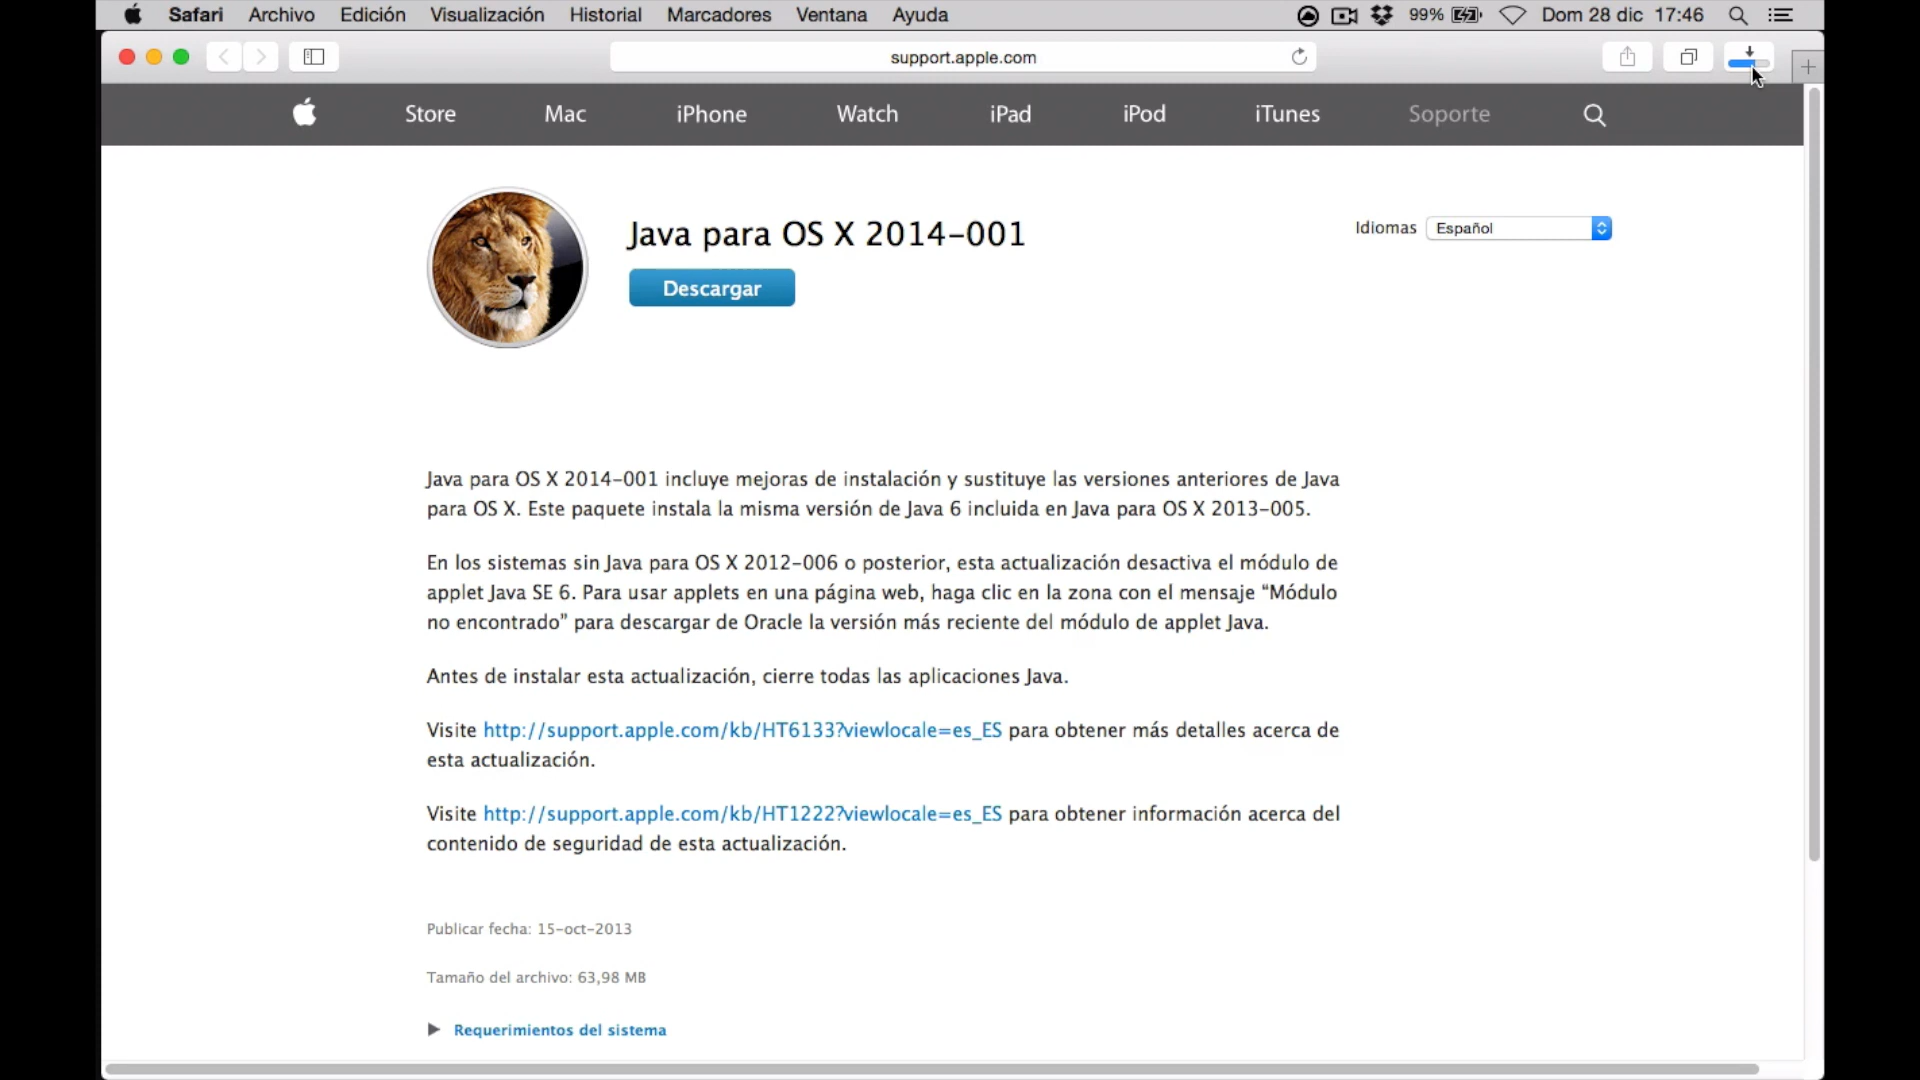 Safari Archivo Edición Visualización Historial Marcadores Ventana Ayuda 99% Dom 28 dic 17:46
support.apple.com
Store Mac iPhone Watch iPad iPod iTunes Soporte
Java para OS X 2014-001
Idiomas Español
Descargar
Java para OS X 2014-001 incluye mejoras de instalación y sustituye las versiones anteriores de Java
para OS X. Este paquete instala la misma versión de Java 6 incluida en Java para OS X 2013-005.
En los sistemas sin Java para OS X 2012-006 o posterior, esta actualización desactiva el módulo de
applet Java SE 6. Para usar applets en una página web, haga clic en la zona con el mensaje “Módulo
no encontrado” para descargar de Oracle la versión más reciente del módulo de applet Java.
Antes de instalar esta actualización, cierre todas las aplicaciones Java.
Visite http://support.apple.com/kb/HT6133?viewlocale=es_ES para obtener más detalles acerca de
esta actualización.
Visite http://support.apple.com/kb/HT1222?viewlocale=es_ES para obtener información acerca del
contenido de seguridad de esta actualización.
Publicar fecha: 15-oct-2013
Tamaño del archivo: 63,98 MB
Requerimientos del sistema